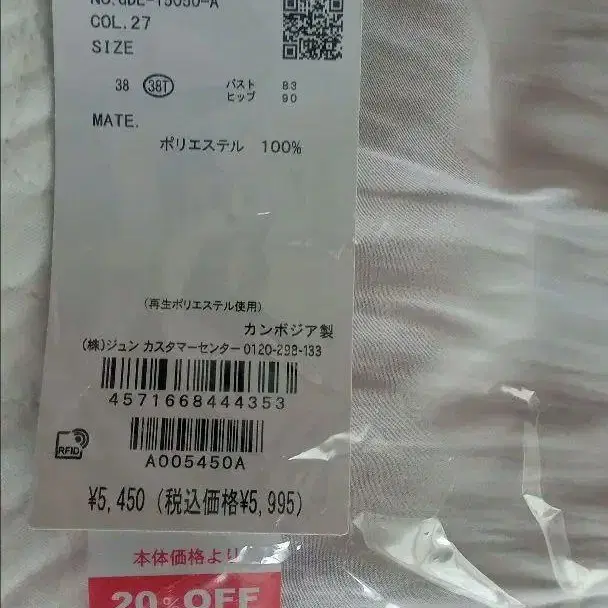 NO.GDL-15050-A
COL.27
SIZE
38 38T バスト 83
ヒップ 90
MATE.
ポリエステル 100%
(再生ポリエステル使用)
カンボジア製
(株)ジュン カスタマーセンター 0120-298-133
4571668444353
RFID
A005450A
¥5,450 (税込価格¥5,995)
本体価格より
20%OFF